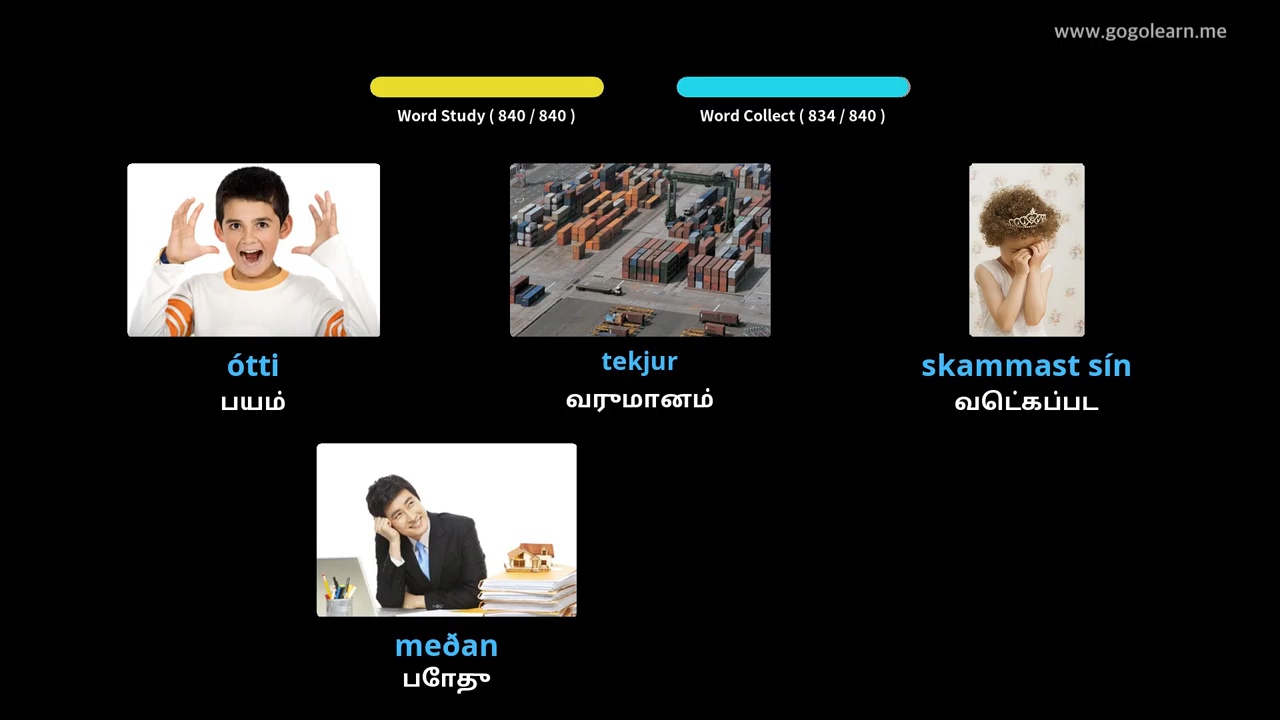 www.gogolearn.me
Word Study ( 840 / 840 )
Word Collect ( 834 / 840 )
ótti
பயம்
tekjur
வருமானம்
skammast sín
வெட்கப்பட
meðan
போது